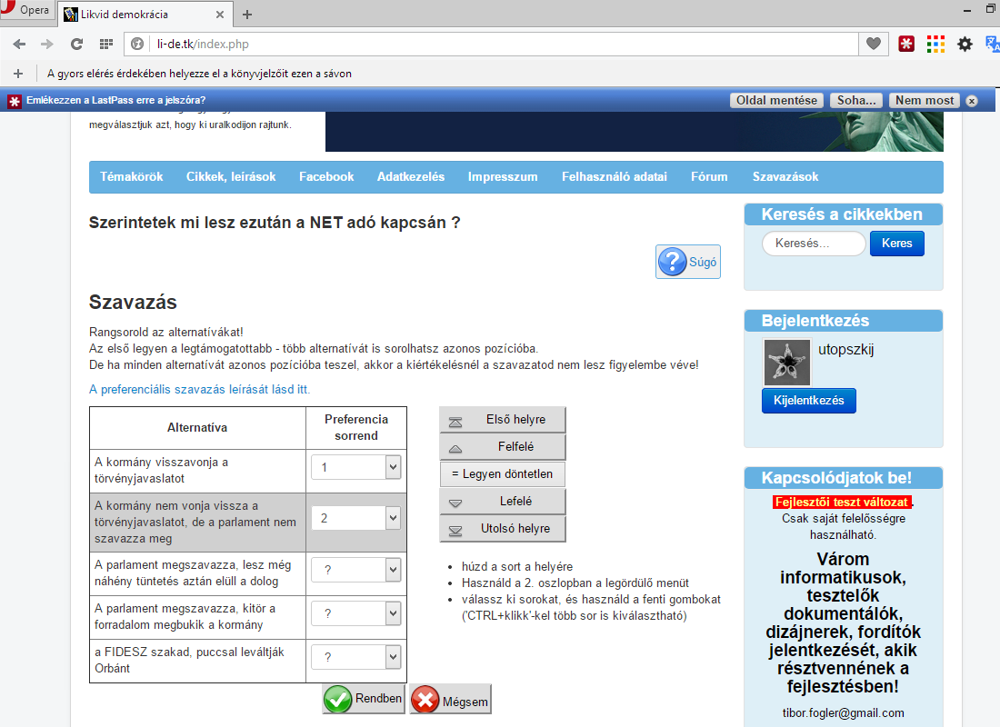 Opera
Likvid demokrácia
li-de.tk/index.php
A gyors elérés érdekében helyezze el a könyvjelzőit ezen a sávon
Emlékezzen a LastPass erre a jelszóra?
Oldal mentése
Soha...
Nem most
megválasztjuk azt, hogy ki uralkodijon rajtunk.
Témakörök
Cikkek, leírások
Facebook
Adatkezelés
Impresszum
Felhasználó adatai
Fórum
Szavazások
Szerintetek mi lesz ezután a NET adó kapcsán ?
Súgó
Szavazás
Rangsorold az alternatívákat!
Az első legyen a legtámogatottabb - több alternatívát is sorolhatsz azonos pozícióba.
De ha minden alternatívát azonos pozícióba teszel, akkor a kiértékelésnél a szavazatod nem lesz figyelembe véve!
A preferenciális szavazás leírását lásd itt.
Alternatíva
Preferencia
sorrend
A kormány visszavonja a
törvényjavaslatot
1
A kormány nem vonja vissza a
törvényjavaslatot, de a parlament nem
szavazza meg
2
A parlament megszavazza, lesz még
náhény tüntetés aztán elüll a dolog
?
A parlament megszavazza, kitör a
forradalom megbukik a kormány
?
a FIDESZ szakad, puccsal leváltják
Orbánt
?
Első helyre
Felfelé
= Legyen döntetlen
Lefelé
Utolsó helyre
• húzd a sort a helyére
• Használd a 2. oszlopban a legördülő menüt
• válassz ki sorokat, és használd a fenti gombokat
('CTRL+klikk'-kel több sor is kiválasztható)
Rendben
Mégsem
Keresés a cikkekben
Keresés...
Keres
Bejelentkezés
utopszkij
Kijelentkezés
Kapcsolódjatok be!
Fejlesztői teszt változat .
Csak saját felelősségre
használható.
Várom
informatikusok,
tesztelők
dokumentálók,
dizájnerek, fordítók
jelentkezését, akik
résztvennének a
fejlesztésben!
tibor.fogler@gmail.com